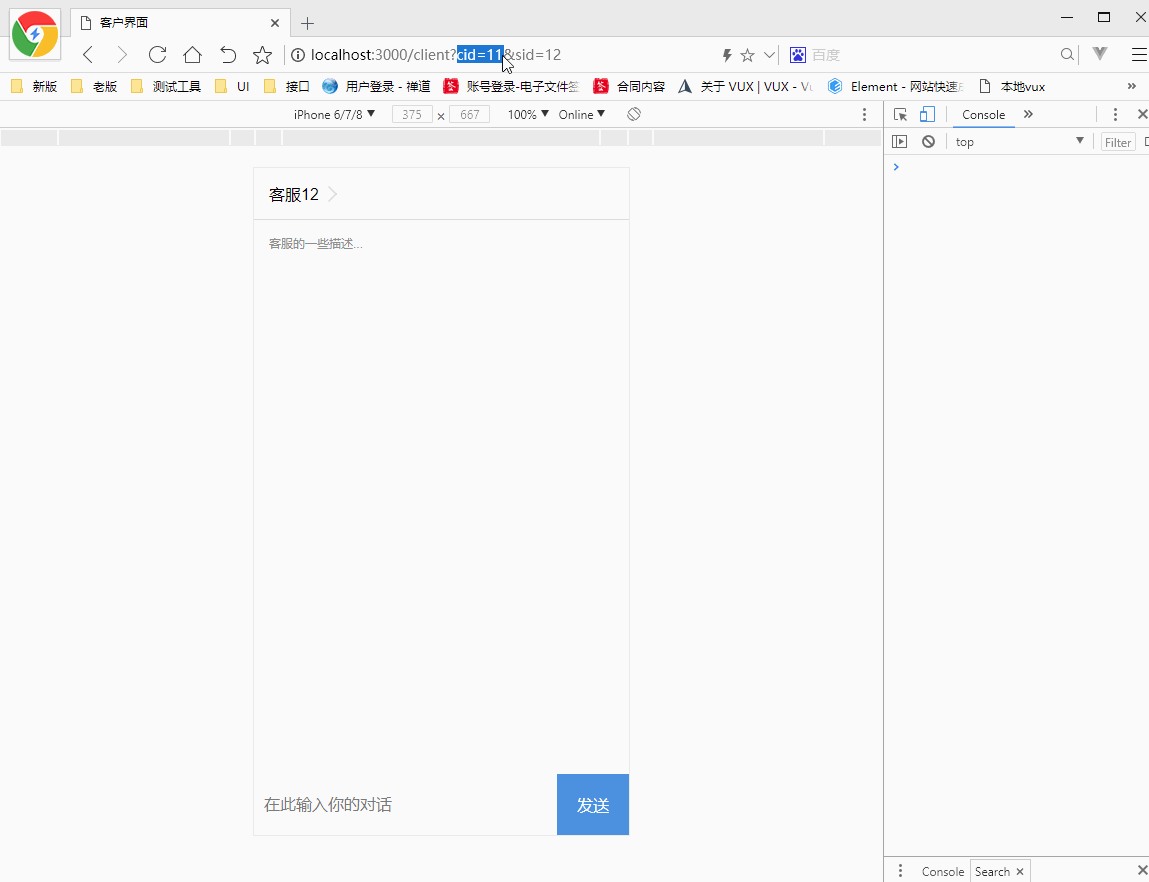 客户界面
localhost:3000/client?cid=11&sid=12
百度
新版 老版 测试工具 UI 接口 用户登录 - 禅道 账号登录-电子文件签 合同内容 关于 VUX | VUX - Vu Element - 网站快速 本地vux »
iPhone 6/7/8 ▼ 375 × 667 100% ▼ Online ▼
Console »
top ▼ Filter
客服12
客服的一些描述...
在此输入你的对话
发送
Console Search ×